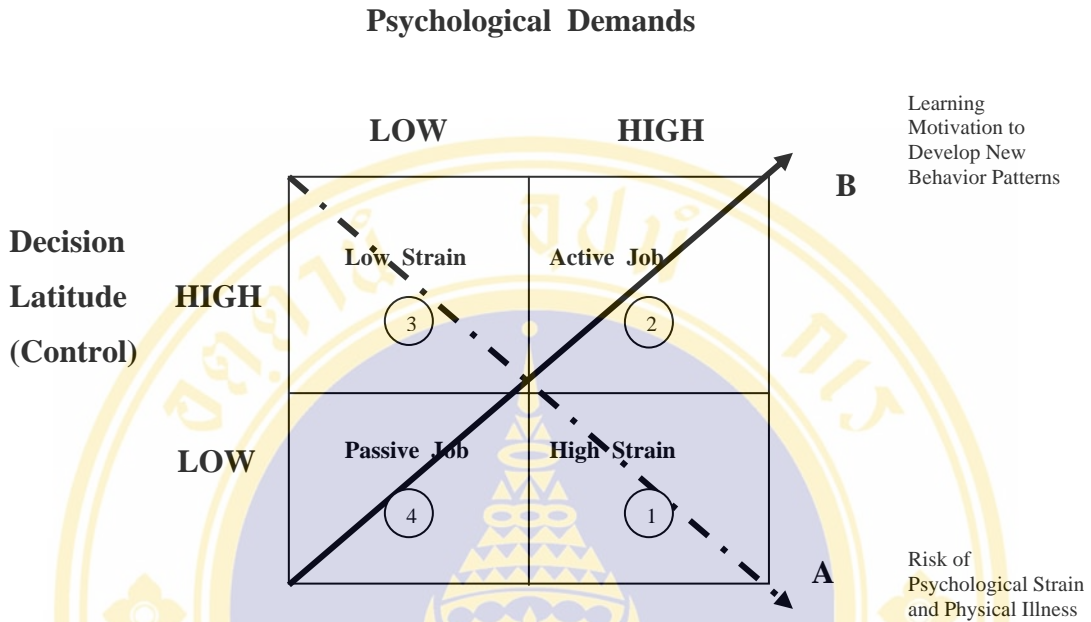 Psychological Demands
LOW
HIGH
Learning
Motivation to
Develop New
Behavior Patterns
B
Decision
Latitude
(Control)
HIGH
Low Strain
Active Job
3
2
LOW
Passive Job
High Strain
4
1
A
Risk of
Psychological Strain
and Physical Illness